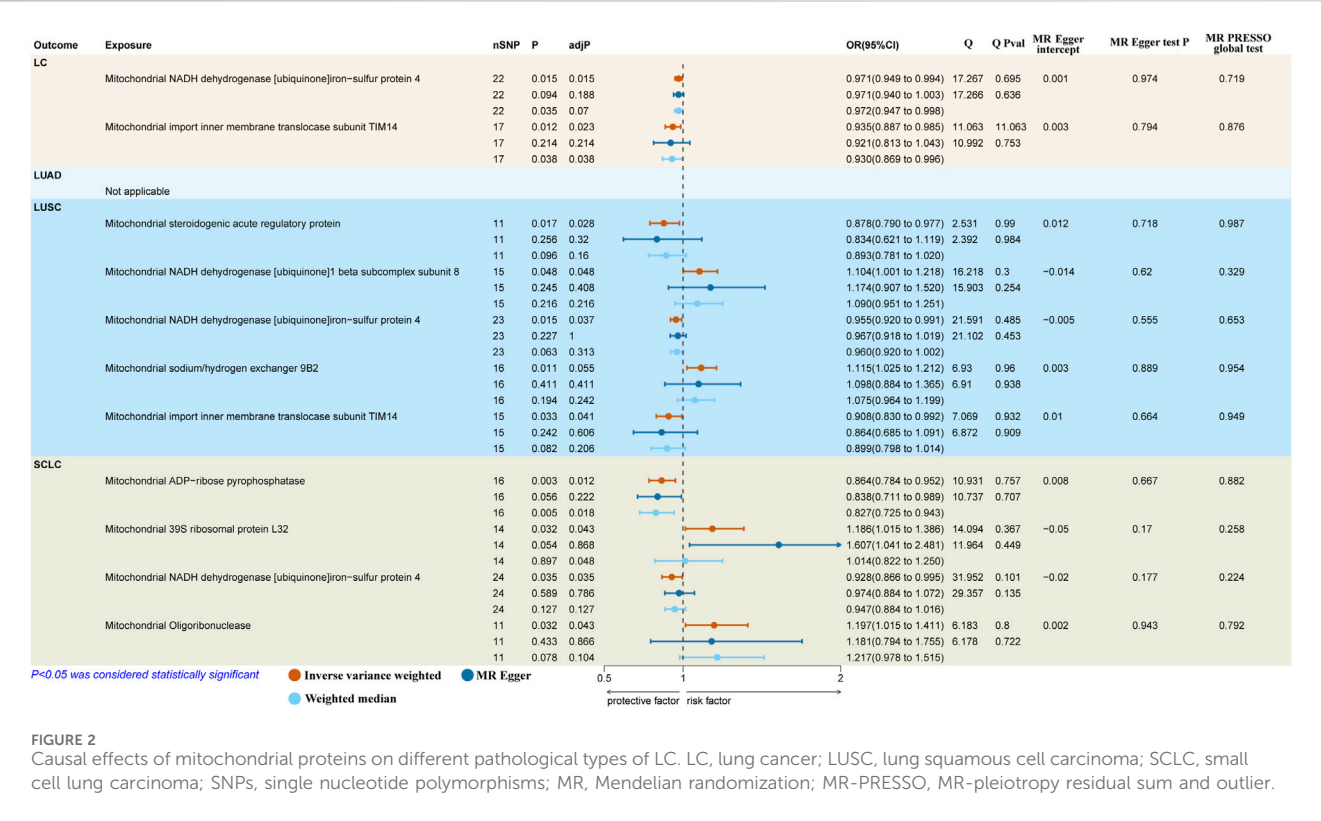 Outcome Exposure nSNP P adjP OR(95%CI) Q Q Pval MR Egger intercept MR Egger test P MR PRESSO global test
LC
Mitochondrial NADH dehydrogenase [ubiquinone]iron−sulfur protein 4 22 0.015 0.015 0.971(0.949 to 0.994) 17.267 0.695 0.001 0.974 0.719
22 0.094 0.188 0.971(0.940 to 1.003) 17.266 0.636
22 0.035 0.07 0.972(0.947 to 0.998)
Mitochondrial import inner membrane translocase subunit TIM14 17 0.012 0.023 0.935(0.887 to 0.985) 11.063 11.063 0.003 0.794 0.876
17 0.214 0.214 0.921(0.813 to 1.043) 10.992 0.753
17 0.038 0.038 0.930(0.869 to 0.996)
LUAD
Not applicable
LUSC
Mitochondrial steroidogenic acute regulatory protein 11 0.017 0.028 0.878(0.790 to 0.977) 2.531 0.99 0.012 0.718 0.987
11 0.256 0.32 0.834(0.621 to 1.119) 2.392 0.984
11 0.096 0.16 0.893(0.781 to 1.020)
Mitochondrial NADH dehydrogenase [ubiquinone]1 beta subcomplex subunit 8 15 0.048 0.048 1.104(1.001 to 1.218) 16.218 0.3 −0.014 0.62 0.329
15 0.245 0.408 1.174(0.907 to 1.520) 15.903 0.254
15 0.216 0.216 1.090(0.951 to 1.251)
Mitochondrial NADH dehydrogenase [ubiquinone]iron−sulfur protein 4 23 0.015 0.037 0.955(0.920 to 0.991) 21.591 0.485 −0.005 0.555 0.653
23 0.227 1 0.967(0.918 to 1.019) 21.102 0.453
23 0.063 0.313 0.960(0.920 to 1.002)
Mitochondrial sodium/hydrogen exchanger 9B2 16 0.011 0.055 1.115(1.025 to 1.212) 6.93 0.96 0.003 0.889 0.954
16 0.411 0.411 1.098(0.884 to 1.365) 6.91 0.938
16 0.194 0.242 1.075(0.964 to 1.199)
Mitochondrial import inner membrane translocase subunit TIM14 15 0.033 0.041 0.908(0.830 to 0.992) 7.069 0.932 0.01 0.664 0.949
15 0.242 0.606 0.864(0.685 to 1.091) 6.872 0.909
15 0.082 0.206 0.899(0.798 to 1.014)
SCLC
Mitochondrial ADP−ribose pyrophosphatase 16 0.003 0.012 0.864(0.784 to 0.952) 10.931 0.757 0.008 0.667 0.882
16 0.056 0.222 0.838(0.711 to 0.989) 10.737 0.707
16 0.005 0.018 0.827(0.725 to 0.943)
Mitochondrial 39S ribosomal protein L32 14 0.032 0.043 1.186(1.015 to 1.386) 14.094 0.367 −0.05 0.17 0.258
14 0.054 0.868 1.607(1.041 to 2.481) 11.964 0.449
14 0.897 0.048 1.014(0.822 to 1.250)
Mitochondrial NADH dehydrogenase [ubiquinone]iron−sulfur protein 4 24 0.035 0.035 0.928(0.866 to 0.995) 31.952 0.101 −0.02 0.177 0.224
24 0.589 0.786 0.974(0.884 to 1.072) 29.357 0.135
24 0.127 0.127 0.947(0.884 to 1.016)
Mitochondrial Oligoribonuclease 11 0.032 0.043 1.197(1.015 to 1.411) 6.183 0.8 0.002 0.943 0.792
11 0.433 0.866 1.181(0.794 to 1.755) 6.178 0.722
11 0.078 0.104 1.217(0.978 to 1.515)
P<0.05 was considered statistically significant Inverse variance weighted MR Egger 0.5 1 2
Weighted median protective factor risk factor
FIGURE 2
Causal effects of mitochondrial proteins on different pathological types of LC. LC, lung cancer; LUSC, lung squamous cell carcinoma; SCLC, small
cell lung carcinoma; SNPs, single nucleotide polymorphisms; MR, Mendelian randomization; MR-PRESSO, MR-pleiotropy residual sum and outlier.